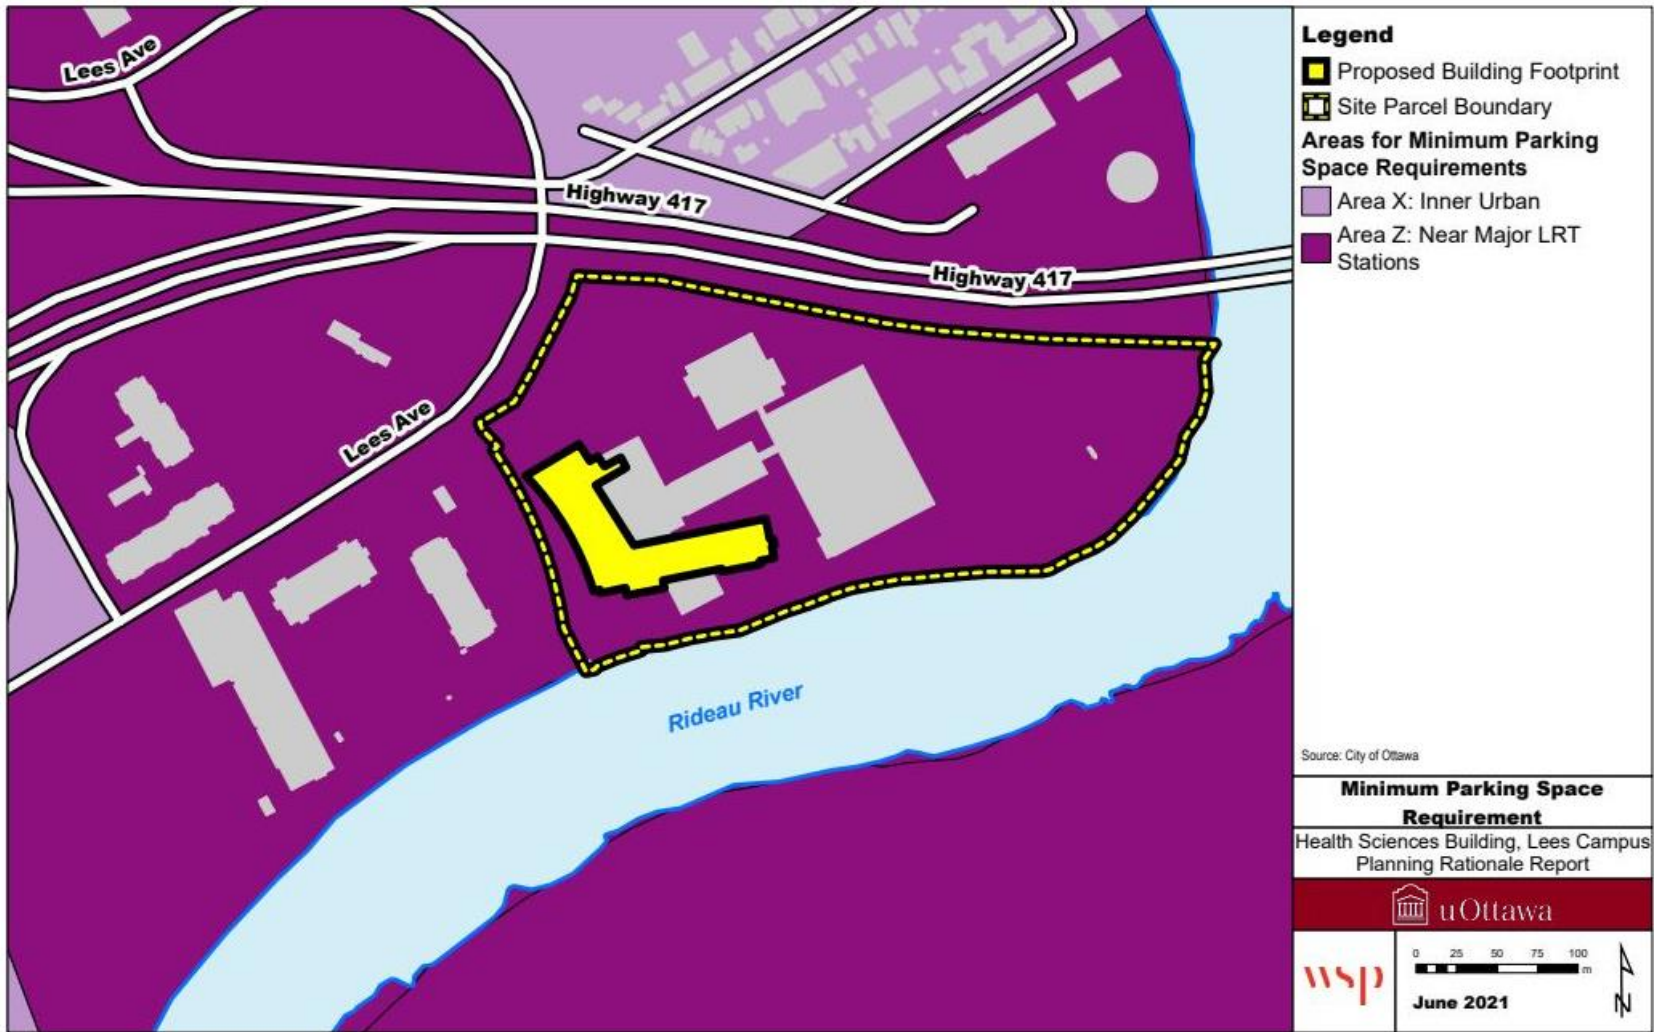 Lees Ave
Highway 417
Highway 417
Lees Ave
Rideau River
Legend
Proposed Building Footprint
Site Parcel Boundary
Areas for Minimum Parking
Space Requirements
Area X: Inner Urban
Area Z: Near Major LRT
Stations
Source: City of Ottawa
Minimum Parking Space
Requirement
Health Sciences Building, Lees Campus
Planning Rationale Report
uOttawa
wsp
0 25 50 75 100
m
June 2021
N